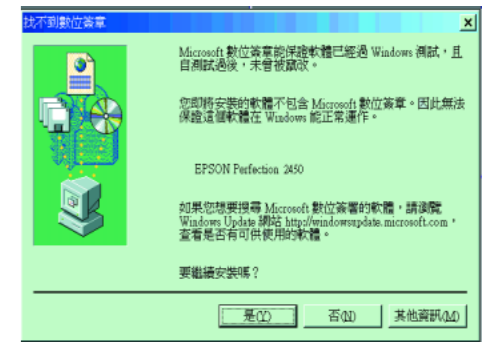 找不到數位簽章
Microsoft 數位簽章能保證軟體已經過 Windows 測試，且
自測試過後，未曾被竄改。
您即將安裝的軟體不包含 Microsoft 數位簽章。因此無法
保證這個軟體在 Windows 能正常運作。
EPSON Perfection 2450
如果您想要搜尋 Microsoft 數位簽署的軟體，請瀏覽
Windows Update 網站 http://windowsupdate.microsoft.com，
查看是否有可供使用的軟體。
要繼續安裝嗎？
是(Y) 否(N) 其他資訊(M)